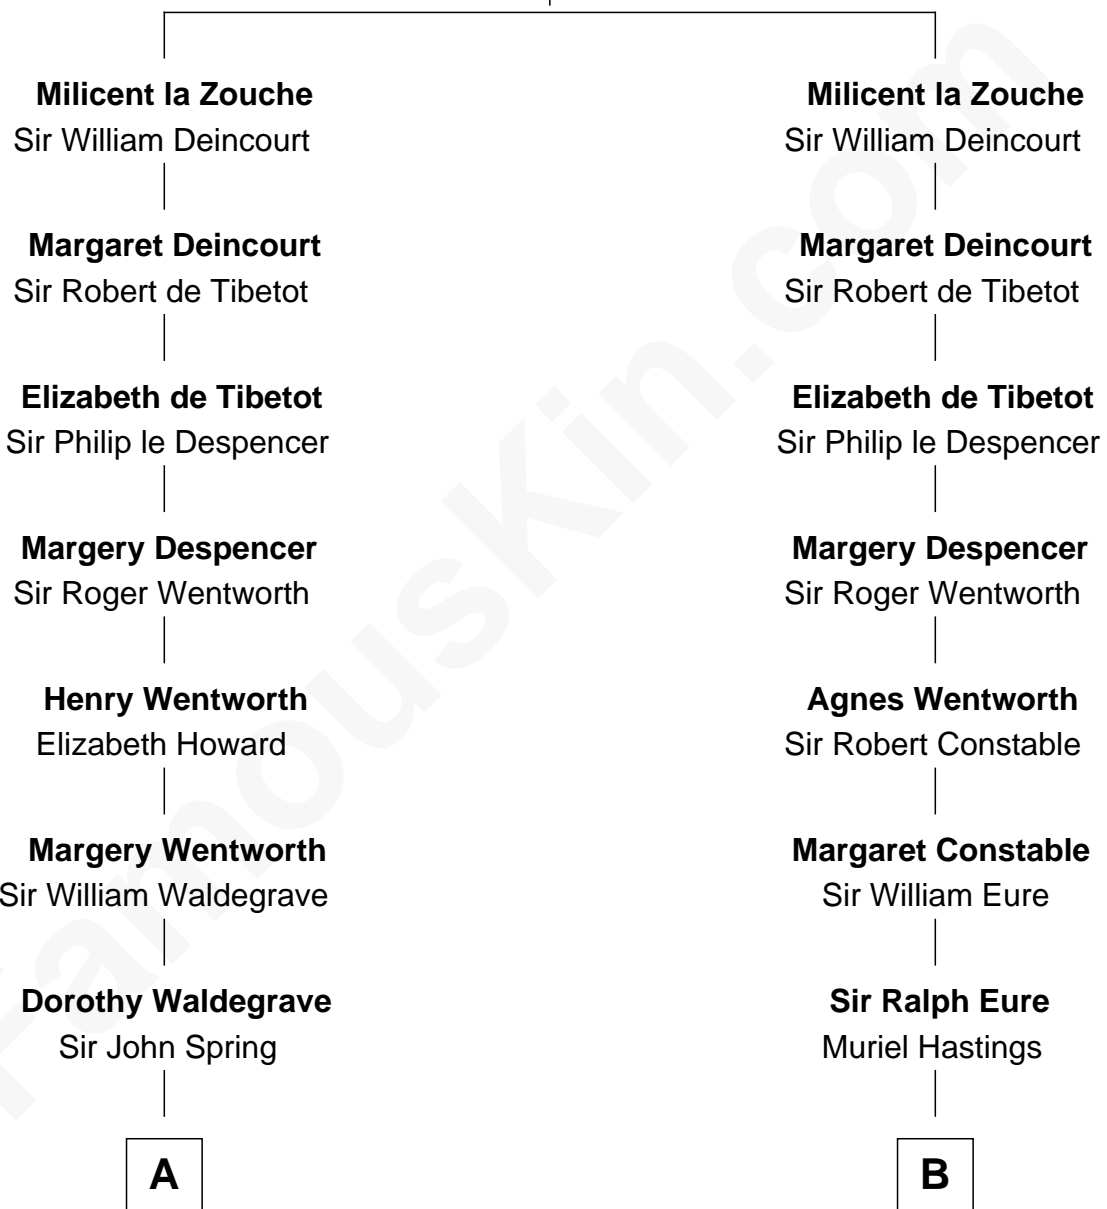 Milicent la Zouche
Sir William Deincourt
Margaret Deincourt
Sir Robert de Tibetot
Elizabeth de Tibetot
Sir Philip le Despencer
Margery Despencer
Sir Roger Wentworth
Henry Wentworth
Elizabeth Howard
Margery Wentworth
Sir William Waldegrave
Dorothy Waldegrave
Sir John Spring
A
Milicent la Zouche
Sir William Deincourt
Margaret Deincourt
Sir Robert de Tibetot
Elizabeth de Tibetot
Sir Philip le Despencer
Margery Despencer
Sir Roger Wentworth
Agnes Wentworth
Sir Robert Constable
Margaret Constable
Sir William Eure
Sir Ralph Eure
Muriel Hastings
B
FamousKin.com